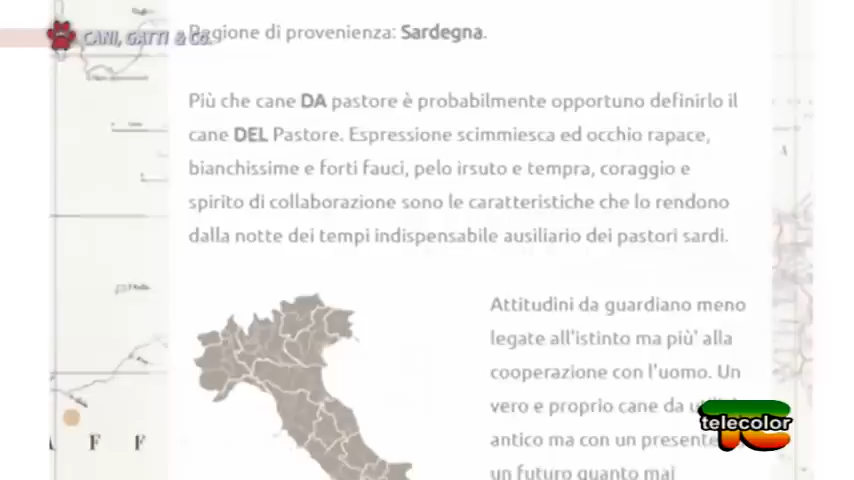 CANI, GATTI & Co.
Regione di provenienza: Sardegna.
Più che cane DA pastore è probabilmente opportuno definirlo il
cane DEL Pastore. Espressione scimmiesca ed occhio rapace,
bianchissime e forti fauci, pelo irsuto e tempra, coraggio e
spirito di collaborazione sono le caratteristiche che lo rendono
dalla notte dei tempi indispensabile ausiliario dei pastori sardi.
Attitudini da guardiano meno
legate all'istinto ma più' alla
cooperazione con l'uomo. Un
vero e proprio cane da
antico ma con un presente
un futuro quanto mai
telecolor
A F F